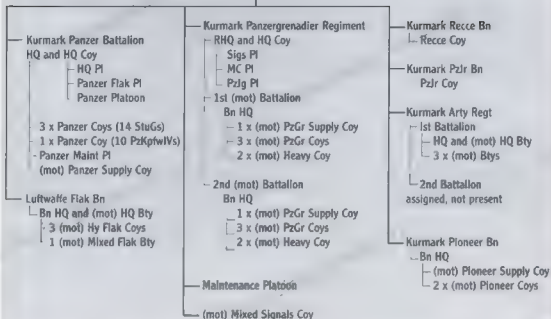 Kurmark Panzer Battalion
HQ and HQ Coy
HQ Pl
Panzer Flak Pl
Panzer Platoon
3 x Panzer Coys (14 StuGs)
1 x Panzer Coy (10 PzKpfwIVs)
Panzer Maint Pl
(mot) Panzer Supply Coy
Luftwaffe Flak Bn
Bn HQ and (mot) HQ Bty
3 (mot) Hy Flak Coys
1 (mot) Mixed Flak Bty
Kurmark Panzergrenadier Regiment
RHQ and HQ Coy
Sigs Pl
MC Pl
PzJg Pl
1st (mot) Battalion
Bn HQ
1 x (mot) PzGr Supply Coy
3 x (mot) PzGr Coys
2 x (mot) Heavy Coy
2nd (mot) Battalion
Bn HQ
1 x (mot) PzGr Supply Coy
3 x (mot) PzGr Coys
2 x (mot) Heavy Coy
Maintenance Platoon
(mot) Mixed Signals Coy
Kurmark Recce Bn
Recce Coy
Kurmark PzJr Bn
PzJr Coy
Kurmark Arty Regt
1st Battalion
HQ and (mot) HQ Bty
3 x (mot) Btys
2nd Battalion
assigned, not present
Kurmark Pioneer Bn
Bn HQ
(mot) Pioneer Supply Coy
2 x (mot) Pioneer Coys